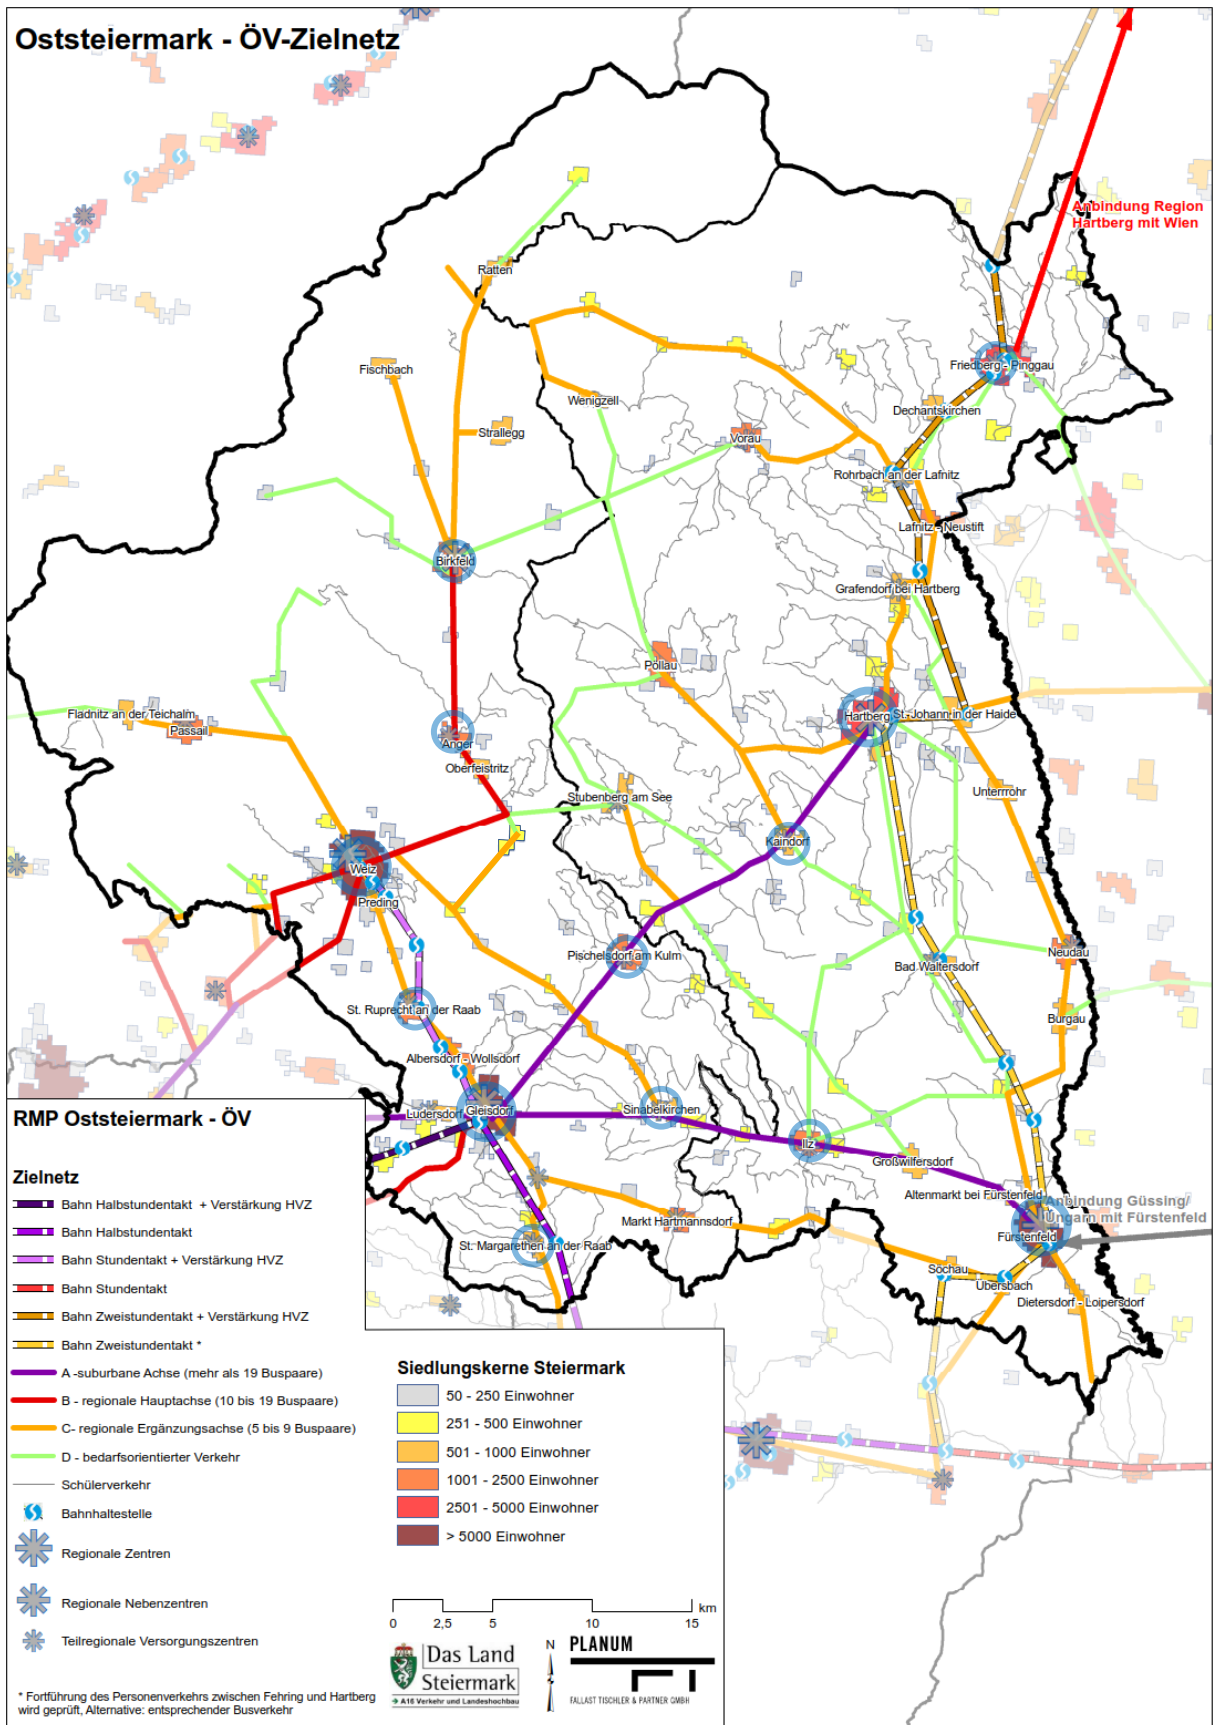 Oststeiermark - ÖV-Zielnetz
Anbindung Region
Hartberg mit Wien
Ratten
Fischbach
Friedberg - Pinggau
Wenigzell
Dechantskirchen
Strallegg
Vorau
Rohrbach an der Lafnitz
Lafnitz - Neustift
Birkfeld
Grafendorf bei Hartberg
Pöllau
Fladnitz an der Teichalm
Passail
Hartberg
St. Johann in der Haide
Anger
Oberfeistritz
Stubenberg am See
Unterrrohr
Kaindorf
Weiz
Preding
Pischelsdorf am Kulm
Neudau
Bad Waltersdorf
St. Ruprecht an der Raab
Burgau
Albersdorf - Wollsdorf
Ludersdorf
Gleisdorf
Sinabelkirchen
Ilz
Großwilfersdorf
Altenmarkt bei Fürstenfeld
Anbindung Güssing/
Ungarn mit Fürstenfeld
Markt Hartmannsdorf
Fürstenfeld
St. Margarethen an der Raab
Söchau
Übersbach
Dietersdorf - Loipersdorf
RMP Oststeiermark - ÖV
Zielnetz
Bahn Halbstundentakt + Verstärkung HVZ
Bahn Halbstundentakt
Bahn Stundentakt + Verstärkung HVZ
Bahn Stundentakt
Bahn Zweistundentakt + Verstärkung HVZ
Bahn Zweistundentakt *
A -suburbane Achse (mehr als 19 Buspaare)
B - regionale Hauptachse (10 bis 19 Buspaare)
C- regionale Ergänzungsachse (5 bis 9 Buspaare)
D - bedarfsorientierter Verkehr
Schülerverkehr
Bahnhaltestelle
Regionale Zentren
Regionale Nebenzentren
Teilregionale Versorgungszentren
* Fortführung des Personenverkehrs zwischen Fehring und Hartberg
wird geprüft, Alternative: entsprechender Busverkehr
Siedlungskerne Steiermark
50 - 250 Einwohner
251 - 500 Einwohner
501 - 1000 Einwohner
1001 - 2500 Einwohner
2501 - 5000 Einwohner
> 5000 Einwohner
km
0 2,5 5 10 15
Das Land
Steiermark
A16 Verkehr und Landeshochbau
N
PLANUM
FALLAST TISCHLER & PARTNER GMBH